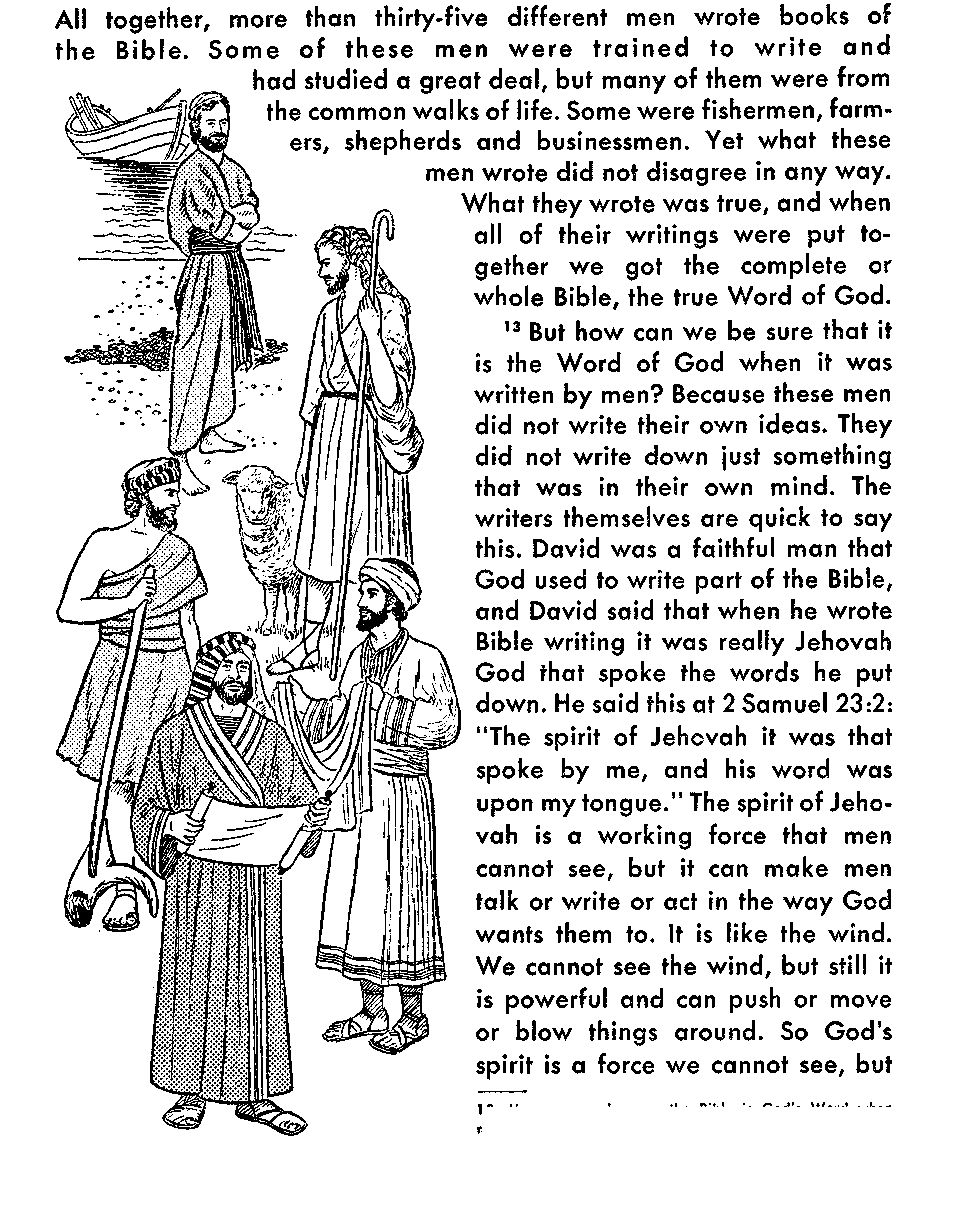 All together, more than thirty-five different men wrote books of
the Bible. Some of these men were trained to write and
had studied a great deal, but many of them were from
the common walks of life. Some were fishermen, farm-
ers, shepherds and businessmen. Yet what these
men wrote did not disagree in any way.
What they wrote was true, and when
all of their writings were put to-
gether we got the complete or
whole Bible, the true Word of God.
¹³ But how can we be sure that it
is the Word of God when it was
written by men? Because these men
did not write their own ideas. They
did not write down just something
that was in their own mind. The
writers themselves are quick to say
this. David was a faithful man that
God used to write part of the Bible,
and David said that when he wrote
Bible writing it was really Jehovah
God that spoke the words he put
down. He said this at 2 Samuel 23:2:
"The spirit of Jehovah it was that
spoke by me, and his word was
upon my tongue." The spirit of Jeho-
vah is a working force that men
cannot see, but it can make men
talk or write or act in the way God
wants them to. It is like the wind.
We cannot see the wind, but still it
is powerful and can push or move
or blow things around. So God's
spirit is a force we cannot see, but